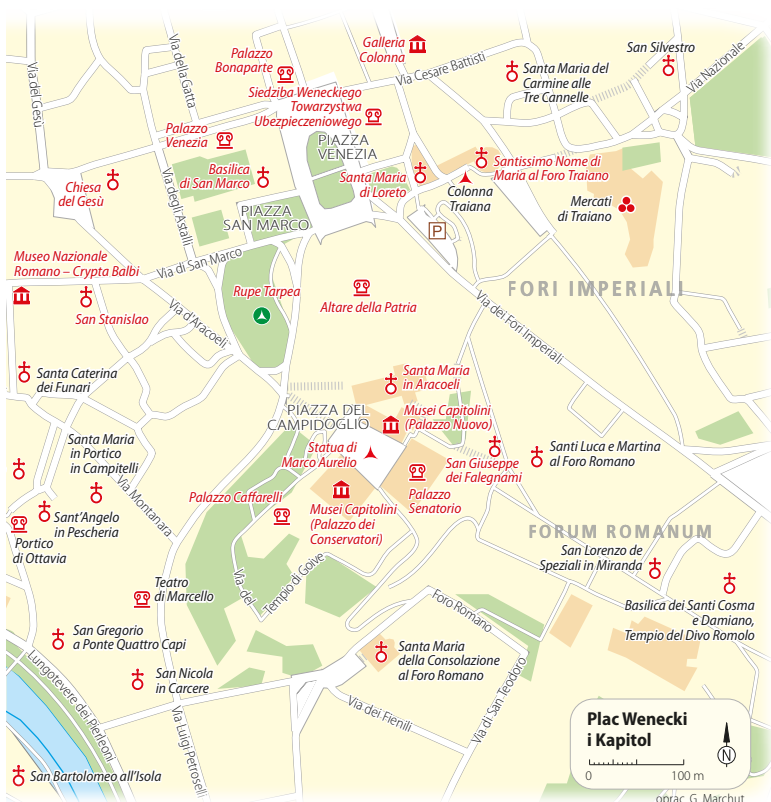 Via del Gesù
Via della Gatta
Palazzo
Bonaparte
Galleria
Colonna
Via Cesare Battisti
San Silvestro
Santa Maria del
Carmine alle
Tre Cannelle
Via Nazionale
Siedziba Weneckiego
Towarzystwa
Ubezpieczeniowego
Palazzo
Venezia
PIAZZA
VENEZIA
Basilica
di San Marco
Chiesa
del Gesù
Via degli Astalli
Santa Maria
di Loreto
Santissimo Nome di
Maria al Foro Traiano
Colonna
Traiana
Mercati
di Traiano
PIAZZA
SAN MARCO
P
Museo Nazionale
Romano – Crypta Balbi
Via di San Marco
San Stanislao
Rupe Tarpea
Altare della Patria
FORI IMPERIALI
Via dei Fori Imperiali
Via d'Aracoeli
Santa Caterina
dei Funari
Santa Maria
in Aracoeli
PIAZZA DEL
CAMPIDOGLIO
Musei Capitolini
(Palazzo Nuovo)
Statua di
Marco Aurelio
Santa Maria
in Portico
in Campitelli
San Giuseppe
dei Falegnami
Santi Luca e Martina
al Foro Romano
Via Montanara
Palazzo Caffarelli
Musei Capitolini
(Palazzo dei
Conservatori)
Palazzo
Senatorio
Sant'Angelo
in Pescheria
Portico
di Ottavia
FORUM ROMANUM
San Lorenzo de
Speziali in Miranda
Teatro
di Marcello
Via del
Tempio di Goive
Foro Romano
Basilica dei Santi Cosma
e Damiano,
Tempio del Divo Romolo
San Gregorio
a Ponte Quattro Capi
Santa Maria
della Consolazione
al Foro Romano
San Nicola
in Carcere
Lungotevere dei Pierleoni
Via Luigi Petroselli
Via dei Fienili
Via di San Teodoro
San Bartolomeo all'Isola
Plac Wenecki
i Kapitol
N
0 100 m
oprac. G. Marchut